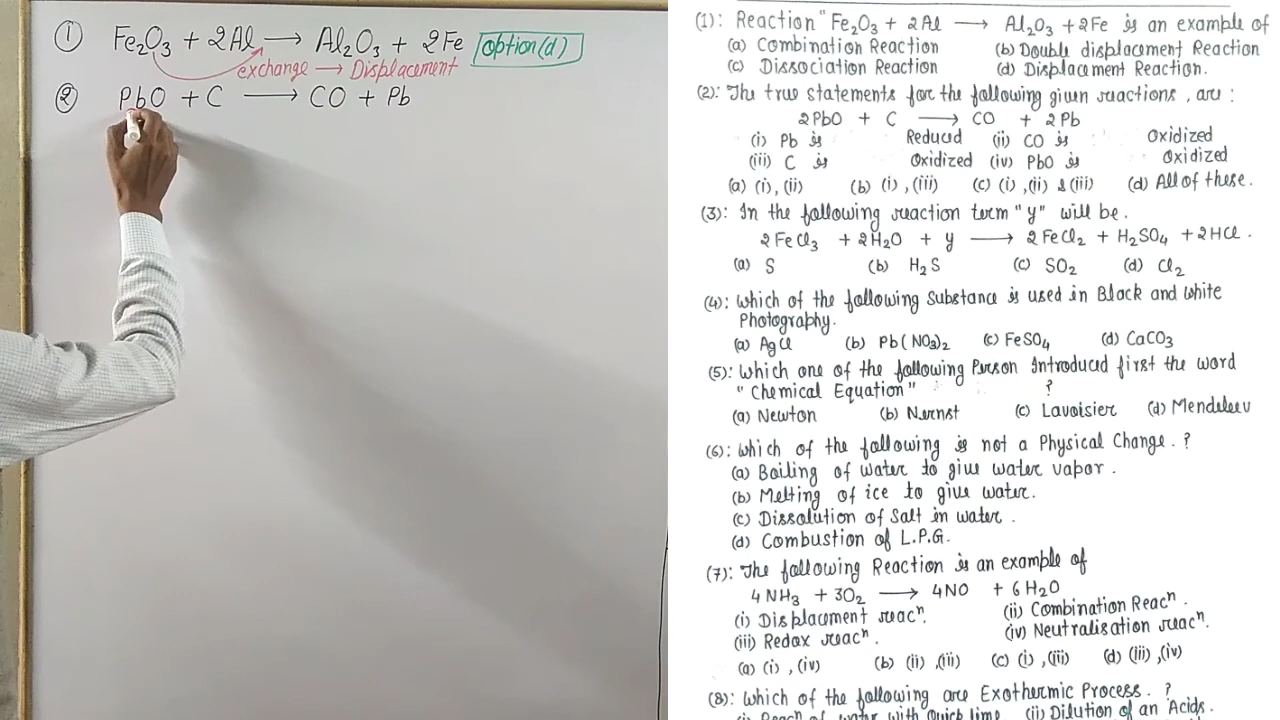 ① Fe₂O₃ + 2Al ⟶ Al₂O₃ + 2Fe option(d)
exchange → Displacement
② PbO + C ⟶ CO + Pb
(1): Reaction "Fe₂O₃ + 2Al ⟶ Al₂O₃ + 2Fe is an example of
(a) Combination Reaction (b) Double displacement Reaction
(c) Dissociation Reaction (d) Displacement Reaction.
(2): The true statements for the following given reactions, are :
2PbO + C ⟶ CO + 2Pb
(i) Pb is Reduced (ii) CO is Oxidized
(iii) C is Oxidized (iv) PbO is Oxidized
(a) (i), (ii) (b) (i), (iii) (c) (i), (ii) & (iii) (d) All of these.
(3): In the following reaction term "y" will be.
2FeCl₃ + 2H₂O + y ⟶ 2FeCl₂ + H₂SO₄ + 2HCl.
(a) S (b) H₂S (c) SO₂ (d) Cl₂
(4): Which of the following Substance is used in Black and White
Photography.
(a) AgCl (b) Pb(NO₃)₂ (c) FeSO₄ (d) CaCO₃
(5): Which one of the following Person Introduced first the word
"Chemical Equation" ?
(a) Newton (b) Nernst (c) Lavoisier (d) Mendeleev
(6): Which of the following is not a Physical Change. ?
(a) Boiling of water to give water vapor.
(b) Melting of ice to give water.
(c) Dissolution of Salt in water.
(d) Combustion of L.P.G.
(7): The following Reaction is an example of
4NH₃ + 3O₂ ⟶ 4NO + 6H₂O
(i) Displacement reacⁿ. (ii) Combination Reacⁿ.
(iii) Redox reacⁿ. (iv) Neutralisation reacⁿ.
(a) (i), (iv) (b) (ii), (iii) (c) (i), (iii) (d) (iii), (iv)
(8): Which of the following are Exothermic Process. ?
(i) Reacⁿ of water with Quick lime (ii) Dilution of an Acids.